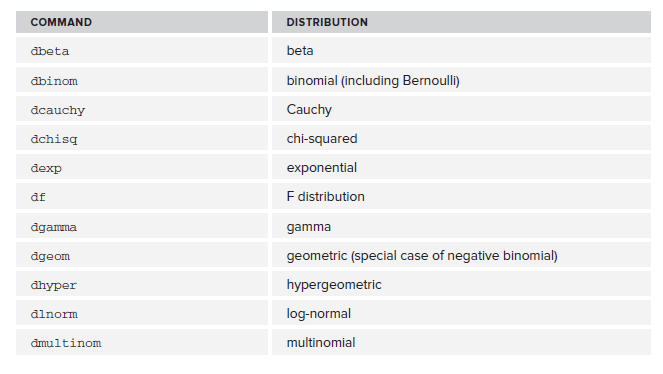 COMMAND DISTRIBUTION
dbeta beta
dbinom binomial (including Bernoulli)
dcauchy Cauchy
dchisq chi-squared
dexp exponential
df F distribution
dgamma gamma
dgeom geometric (special case of negative binomial)
dhyper hypergeometric
dlnorm log-normal
dmultinom multinomial